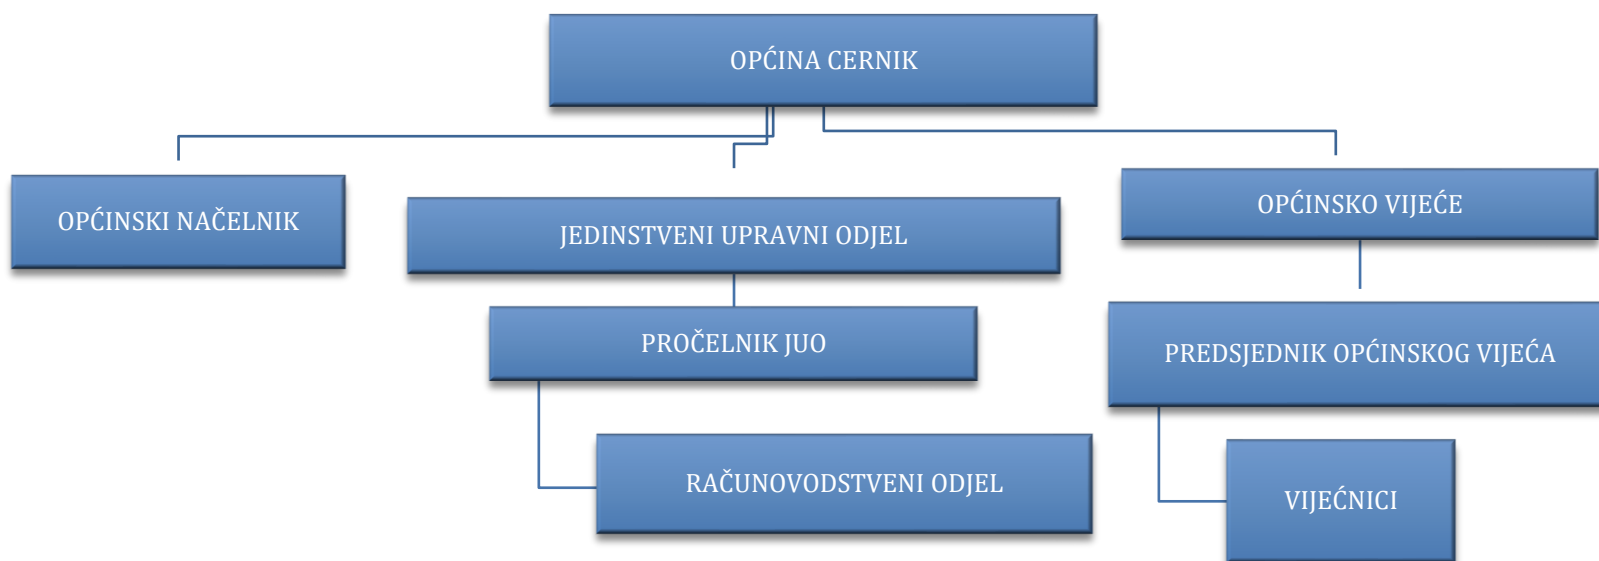 OPĆINA CERNIK
OPĆINSKI NAČELNIK
JEDINSTVENI UPRAVNI ODJEL
OPĆINSKO VIJEĆE
PROČELNIK JUO
PREDSJEDNIK OPĆINSKOG VIJEĆA
RAČUNOVODSTVENI ODJEL
VIJEĆNICI